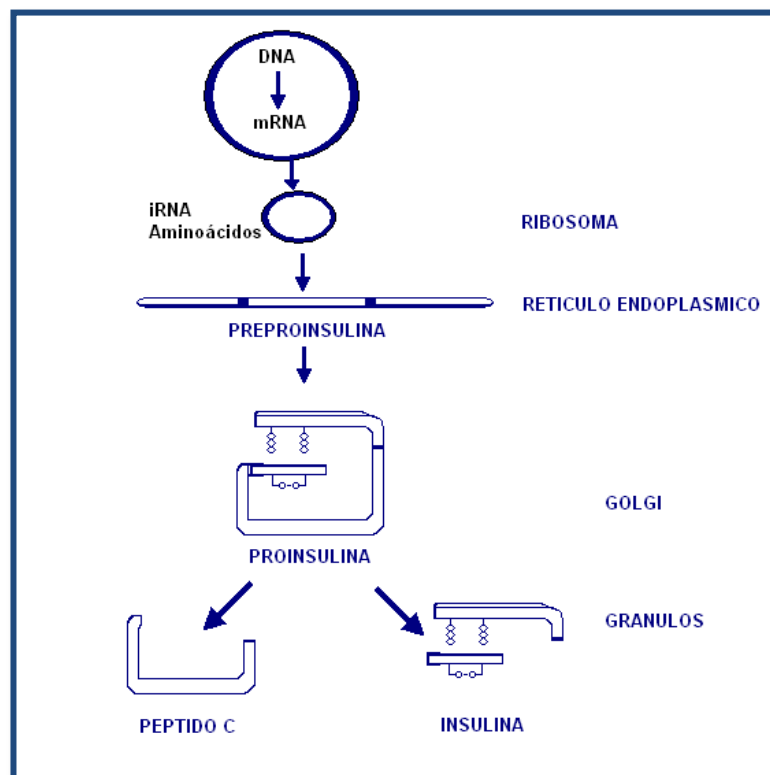 DNA
mRNA
iRNA
Aminoácidos
RIBOSOMA
RETICULO ENDOPLASMICO
PREPROINSULINA
GOLGI
PROINSULINA
GRANULOS
PEPTIDO C
INSULINA